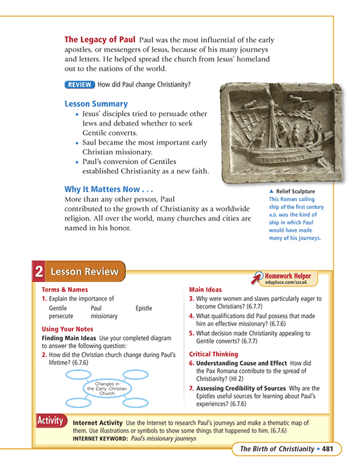 The Legacy of Paul Paul was the most influential of the early
apostles, or messengers of Jesus, because of his many journeys
and letters. He helped spread the church from Jesus' homeland
out to the nations of the world.
REVIEW How did Paul change Christianity?
Lesson Summary
• Jesus' disciples tried to persuade other
Jews and debated whether to seek
Gentile converts.
• Saul became the most important early
Christian missionary.
• Paul's conversion of Gentiles
established Christianity as a new faith.
Why It Matters Now . . .
More than any other person, Paul
contributed to the growth of Christianity as a worldwide
religion. All over the world, many churches and cities are
named in his honor.
▲ Relief Sculpture
This Roman sailing
ship of the first century
A.D. was the kind of
ship in which Paul
would have made
many of his journeys.
2 Lesson Review
Homework Helper
eduplace.com/ssca6
Terms & Names
1. Explain the importance of
Gentile Paul Epistle
persecute missionary
Using Your Notes
Finding Main Ideas Use your completed diagram
to answer the following question:
2. How did the Christian church change during Paul's
lifetime? (6.7.6)
Changes in
the Early Christian
Church
Main Ideas
3. Why were women and slaves particularly eager to
become Christians? (6.7.7)
4. What qualifications did Paul possess that made
him an effective missionary? (6.7.6)
5. What decision made Christianity appealing to
Gentile converts? (6.7.7)
Critical Thinking
6. Understanding Cause and Effect How did
the Pax Romana contribute to the spread of
Christianity? (HI 2)
7. Assessing Credibility of Sources Why are the
Epistles useful sources for learning about Paul's
experiences? (6.7.6)
Activity
Internet Activity Use the Internet to research Paul's journeys and make a thematic map of
them. Use illustrations or symbols to show some things that happened to him. (6.7.6)
INTERNET KEYWORD: Paul's missionary journeys
The Birth of Christianity • 481